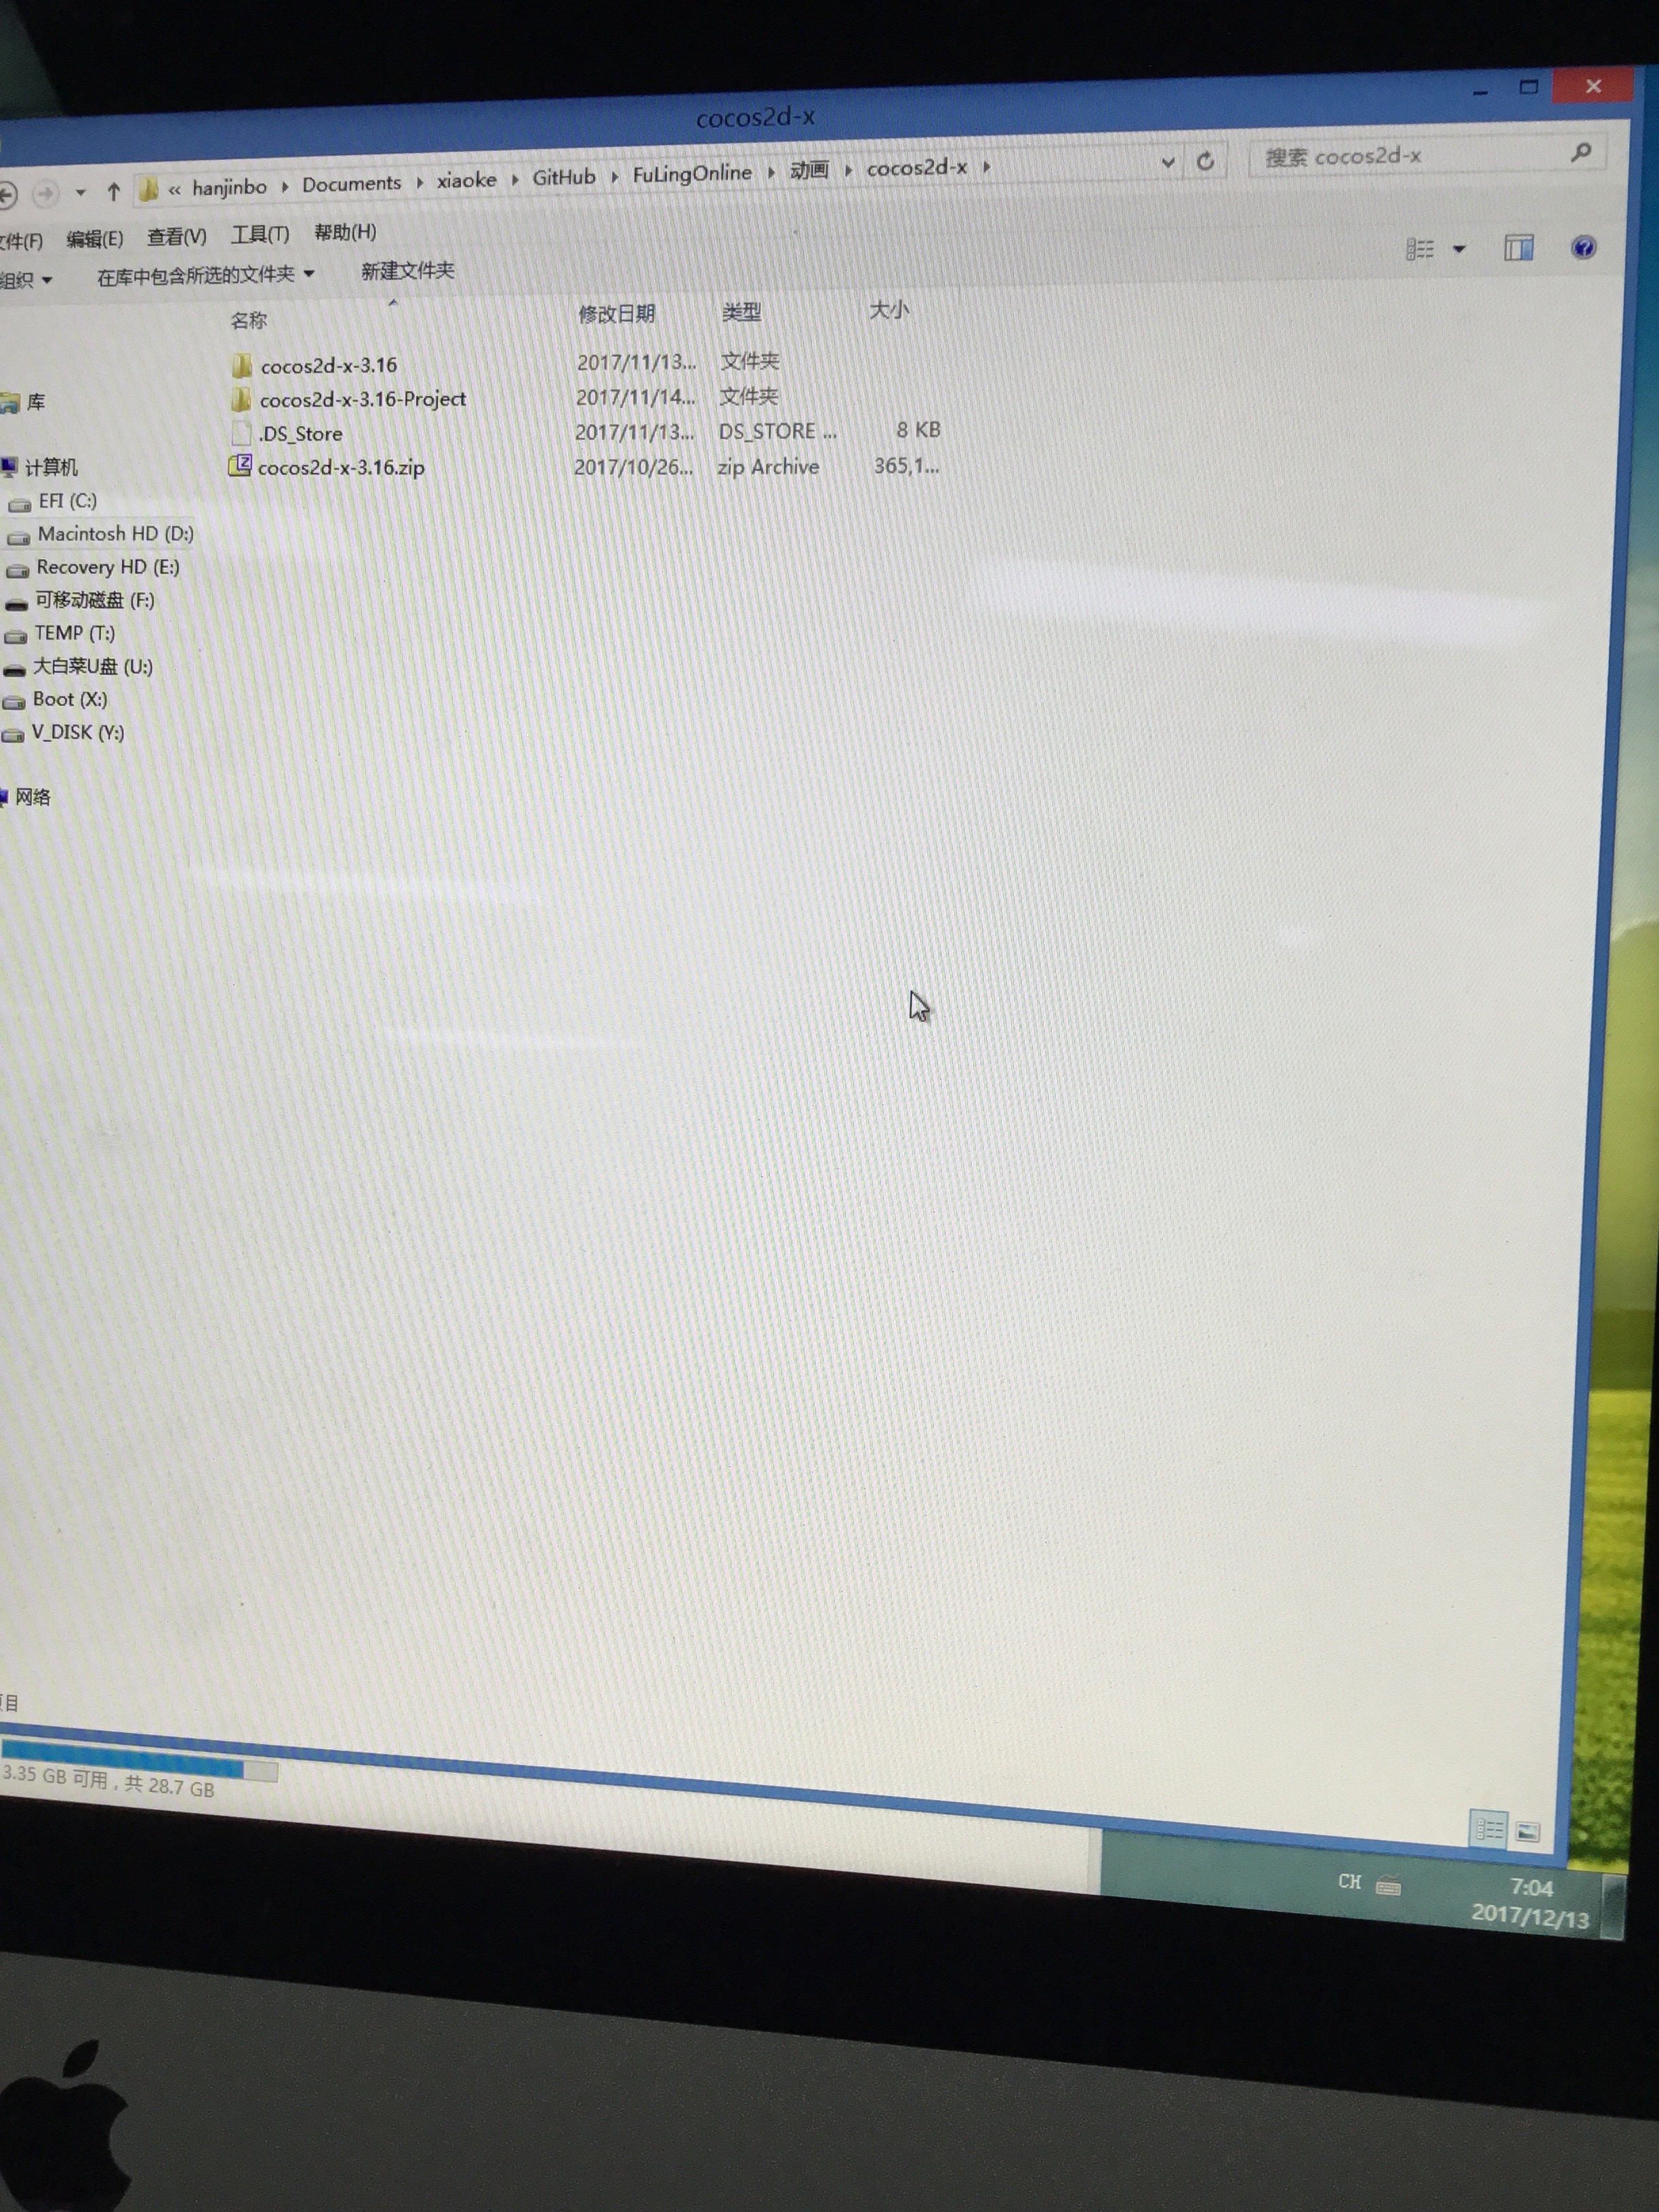 cocos2d-x
« hanjinbo Documents xiaoke GitHub FuLingOnline 动画 cocos2d-x 搜索 cocos2d-x
文件(F) 编辑(E) 查看(V) 工具(T) 帮助(H)
组织 在库中包含所选的文件夹 新建文件夹
名称 修改日期 类型 大小
cocos2d-x-3.16 2017/11/13... 文件夹
cocos2d-x-3.16-Project 2017/11/14... 文件夹
.DS_Store 2017/11/13... DS_STORE ... 8 KB
cocos2d-x-3.16.zip 2017/10/26... zip Archive 365,1...
库
计算机
EFI (C:)
Macintosh HD (D:)
Recovery HD (E:)
可移动磁盘 (F:)
TEMP (T:)
大白菜U盘 (U:)
Boot (X:)
V_DISK (Y:)
网络
3.35 GB 可用，共 28.7 GB
CH 7:04
2017/12/13